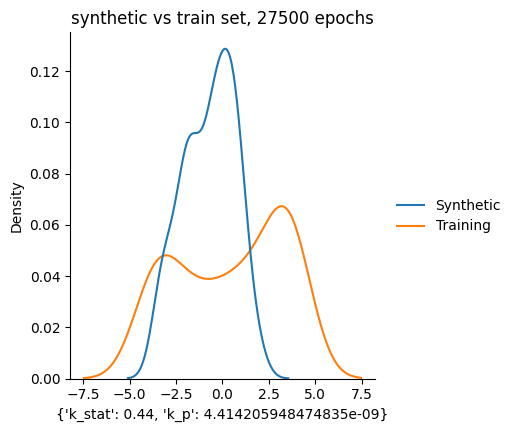 synthetic vs train set, 27500 epochs
0.12
0.10
0.08
0.06
0.04
0.02
0.00
Density
Synthetic
Training
−7.5 −5.0 −2.5 0.0 2.5 5.0 7.5
{'k_stat': 0.44, 'k_p': 4.414205948474835e-09}